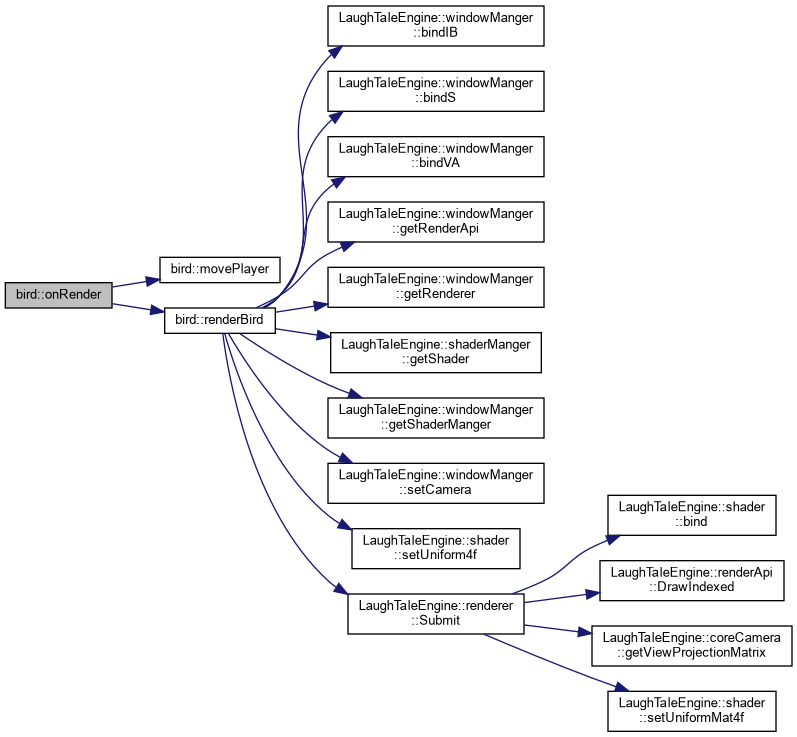 LaughTaleEngine::windowManger
::bindIB
LaughTaleEngine::windowManger
::bindS
LaughTaleEngine::windowManger
::bindVA
LaughTaleEngine::windowManger
::getRenderApi
bird::movePlayer
LaughTaleEngine::windowManger
::getRenderer
bird::onRender
bird::renderBird
LaughTaleEngine::shaderManger
::getShader
LaughTaleEngine::windowManger
::getShaderManger
LaughTaleEngine::windowManger
::setCamera
LaughTaleEngine::shader
::setUniform4f
LaughTaleEngine::renderer
::Submit
LaughTaleEngine::shader
::bind
LaughTaleEngine::renderApi
::DrawIndexed
LaughTaleEngine::coreCamera
::getViewProjectionMatrix
LaughTaleEngine::shader
::setUniformMat4f